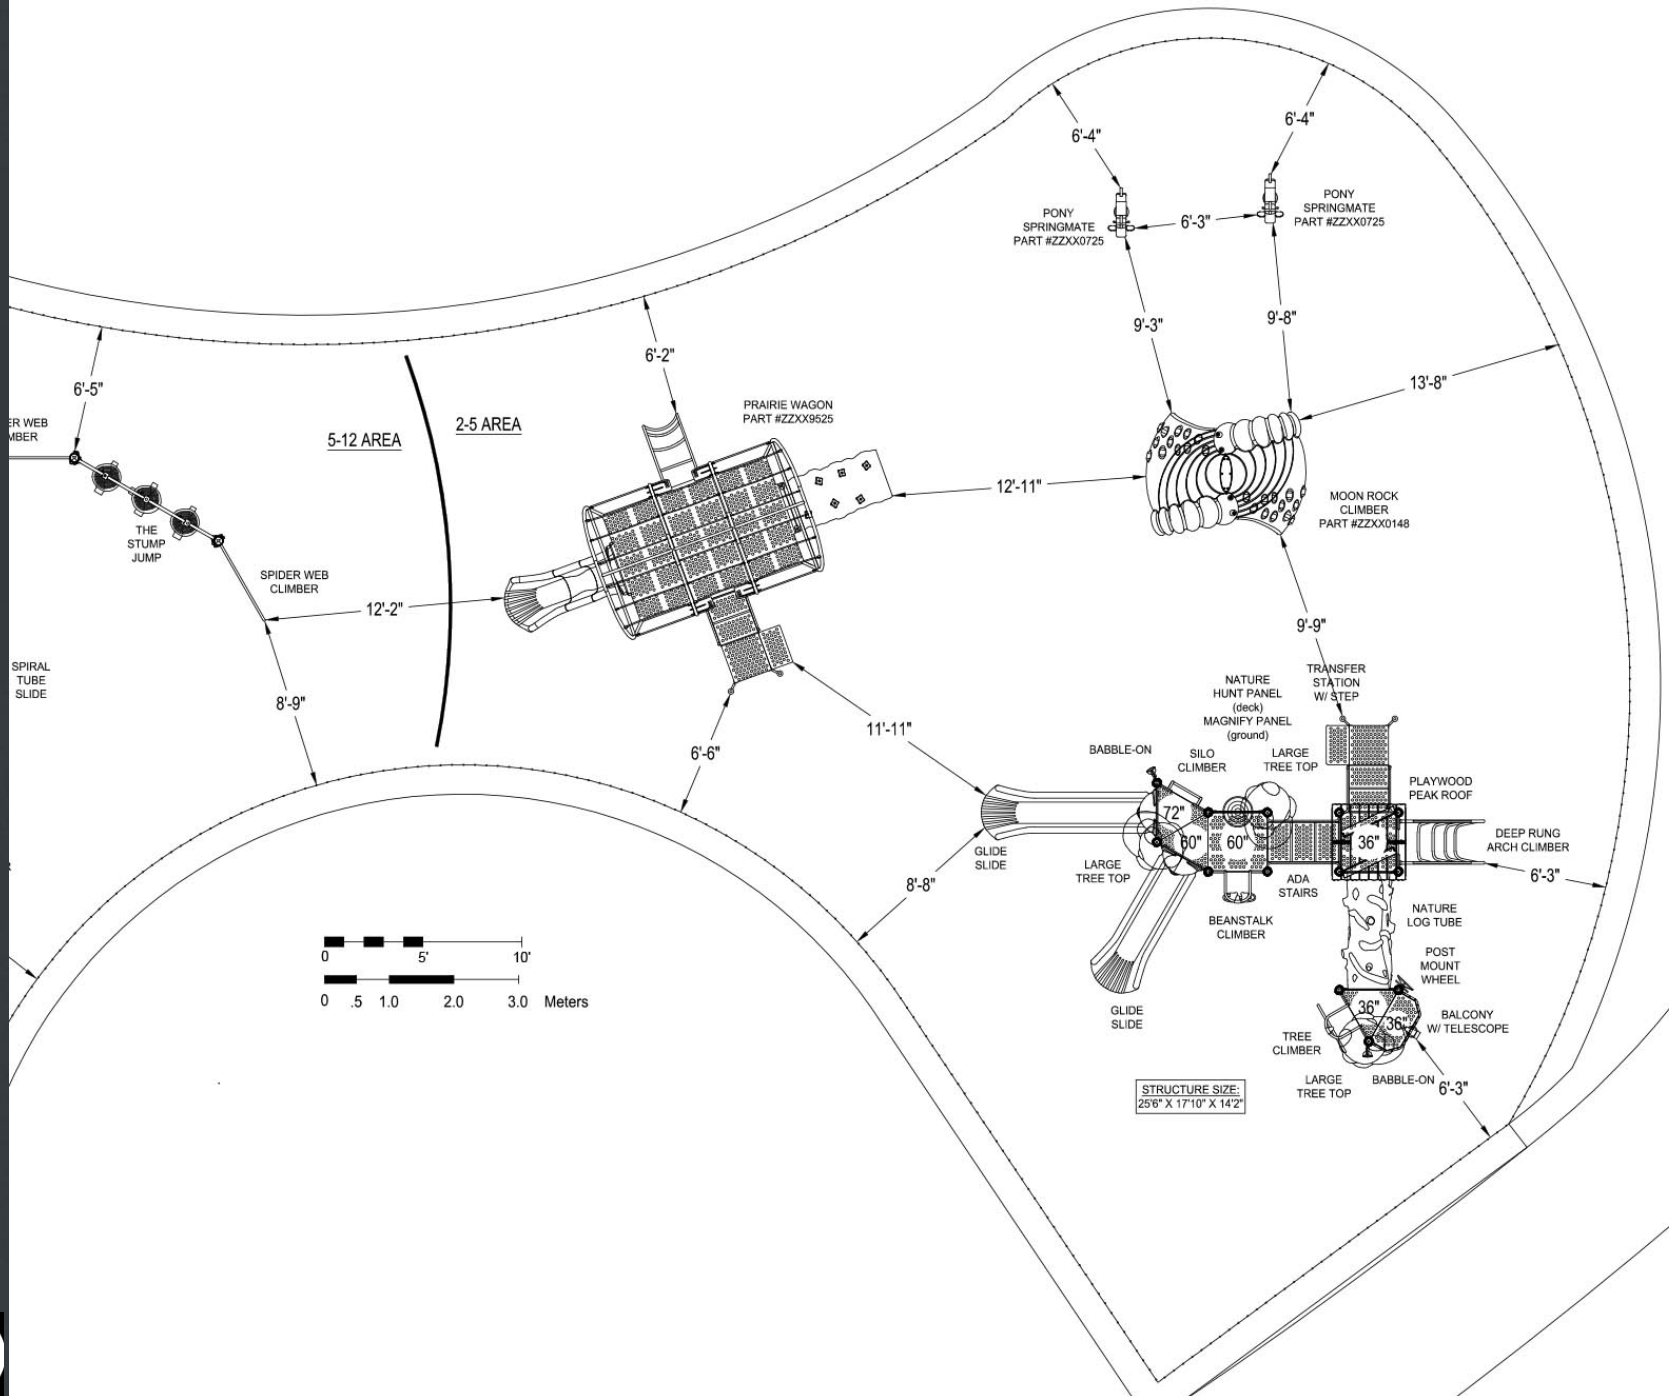 6'-4"
6'-4"
PONY
SPRINGMATE
PART #ZZXX0725
6'-3"
PONY
SPRINGMATE
PART #ZZXX0725
9'-3"
9'-8"
13'-8"
6'-2"
6'-5"
PRAIRIE WAGON
PART #ZZXX9525
ER WEB
MBER
5-12 AREA
2-5 AREA
12'-11"
MOON ROCK
CLIMBER
PART #ZZXX0148
THE
STUMP
JUMP
SPIDER WEB
CLIMBER
12'-2"
9'-9"
SPIRAL
TUBE
SLIDE
8'-9"
6'-6"
11'-11"
NATURE
HUNT PANEL
(deck)
MAGNIFY PANEL
(ground)
TRANSFER
STATION
W/ STEP
BABBLE-ON
SILO
CLIMBER
LARGE
TREE TOP
PLAYWOOD
PEAK ROOF
72"
60"
60"
36"
DEEP RUNG
ARCH CLIMBER
GLIDE
SLIDE
LARGE
TREE TOP
8'-8"
ADA
STAIRS
6'-3"
BEANSTALK
CLIMBER
NATURE
LOG TUBE
0 5' 10'
0 .5 1.0 2.0 3.0 Meters
POST
MOUNT
WHEEL
GLIDE
SLIDE
36"
36"
BALCONY
W/ TELESCOPE
TREE
CLIMBER
LARGE
TREE TOP
BABBLE-ON
6'-3"
STRUCTURE SIZE:
25'6" X 17'10" X 14'2"